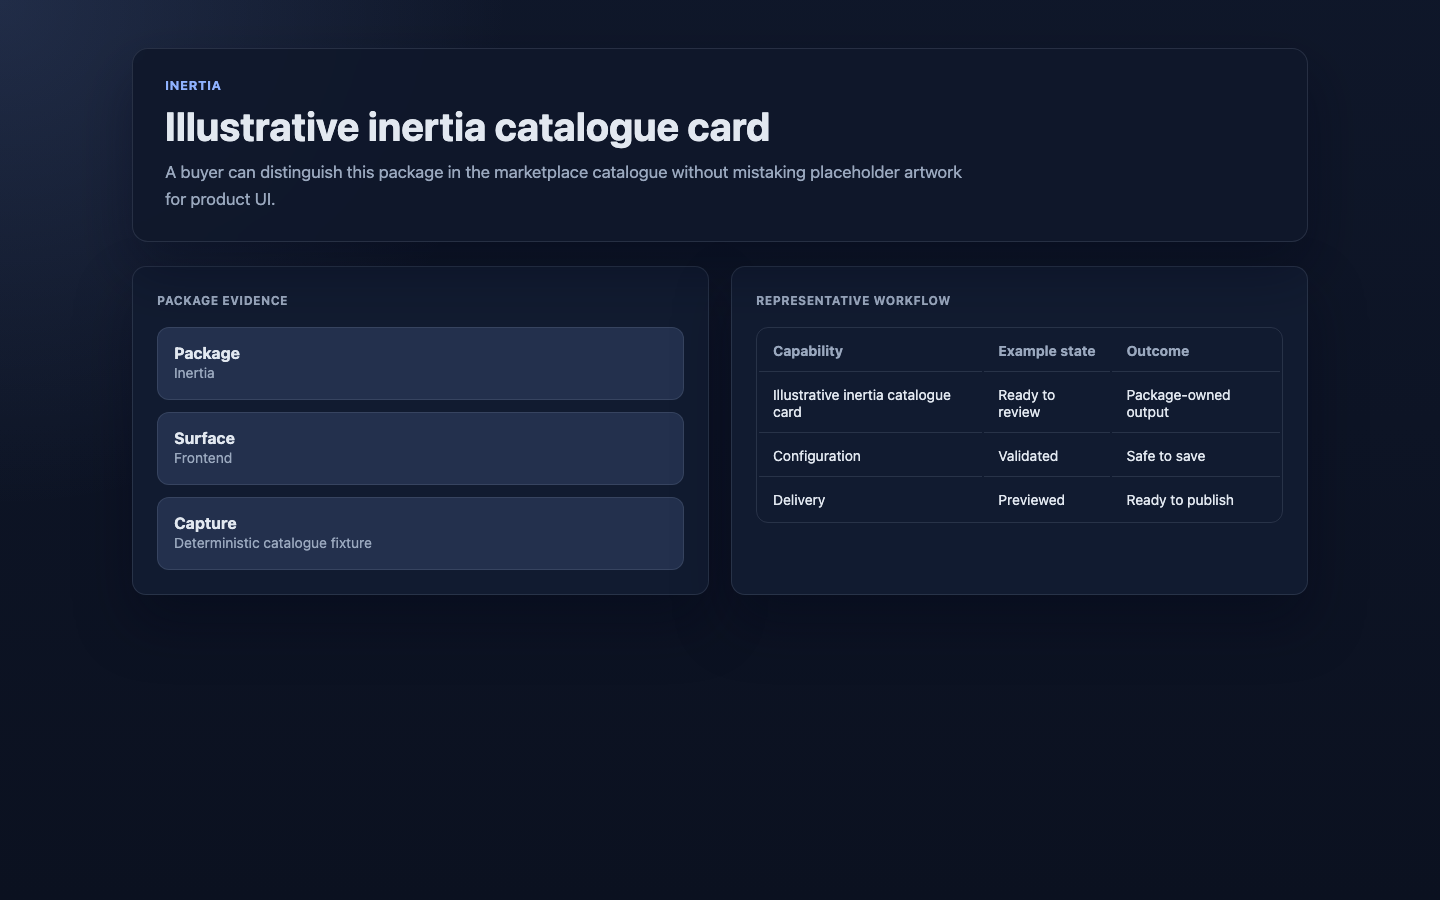 INERTIA
Illustrative inertia catalogue card
A buyer can distinguish this package in the marketplace catalogue without mistaking placeholder artwork
for product UI.
PACKAGE EVIDENCE
Package
Inertia
Surface
Frontend
Capture
Deterministic catalogue fixture
REPRESENTATIVE WORKFLOW
Capability Example state Outcome
Illustrative inertia catalogue card Ready to review Package-owned output
Configuration Validated Safe to save
Delivery Previewed Ready to publish